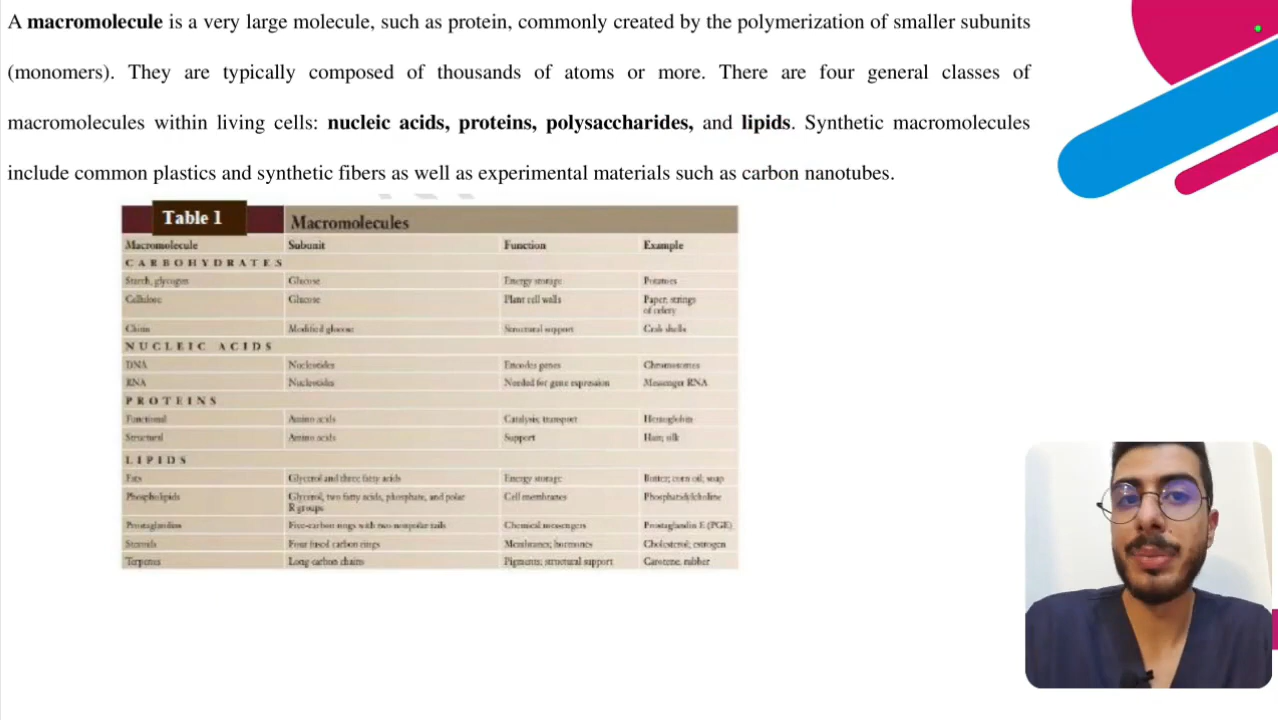 A macromolecule is a very large molecule, such as protein, commonly created by the polymerization of smaller subunits
(monomers). They are typically composed of thousands of atoms or more. There are four general classes of
macromolecules within living cells: nucleic acids, proteins, polysaccharides, and lipids. Synthetic macromolecules
include common plastics and synthetic fibers as well as experimental materials such as carbon nanotubes.
Table 1 Macromolecules
Macromolecule Subunit Function Example
CARBOHYDRATES
Starch, glycogen Glucose Energy storage Potatoes
Cellulose Glucose Plant cell walls Paper; strings
of celery
Chitin Modified glucose Structural support Crab shells
NUCLEIC ACIDS
DNA Nucleotides Encodes genes Chromosomes
RNA Nucleotides Needed for gene expression Messenger RNA
PROTEINS
Functional Amino acids Catalysis; transport Hemoglobin
Structural Amino acids Support Hair; silk
LIPIDS
Fats Glycerol and three fatty acids Energy storage Butter; corn oil; soap
Phospholipids Glycerol, two fatty acids, phosphate, and polar Cell membranes Phosphatidylcholine
R groups
Prostaglandins Five-carbon rings with two nonpolar tails Chemical messengers Prostaglandin E (PGE)
Steroids Four fused carbon rings Membranes; hormones Cholesterol; estrogen
Terpenes Long carbon chains Pigments; structural support Carotene, rubber